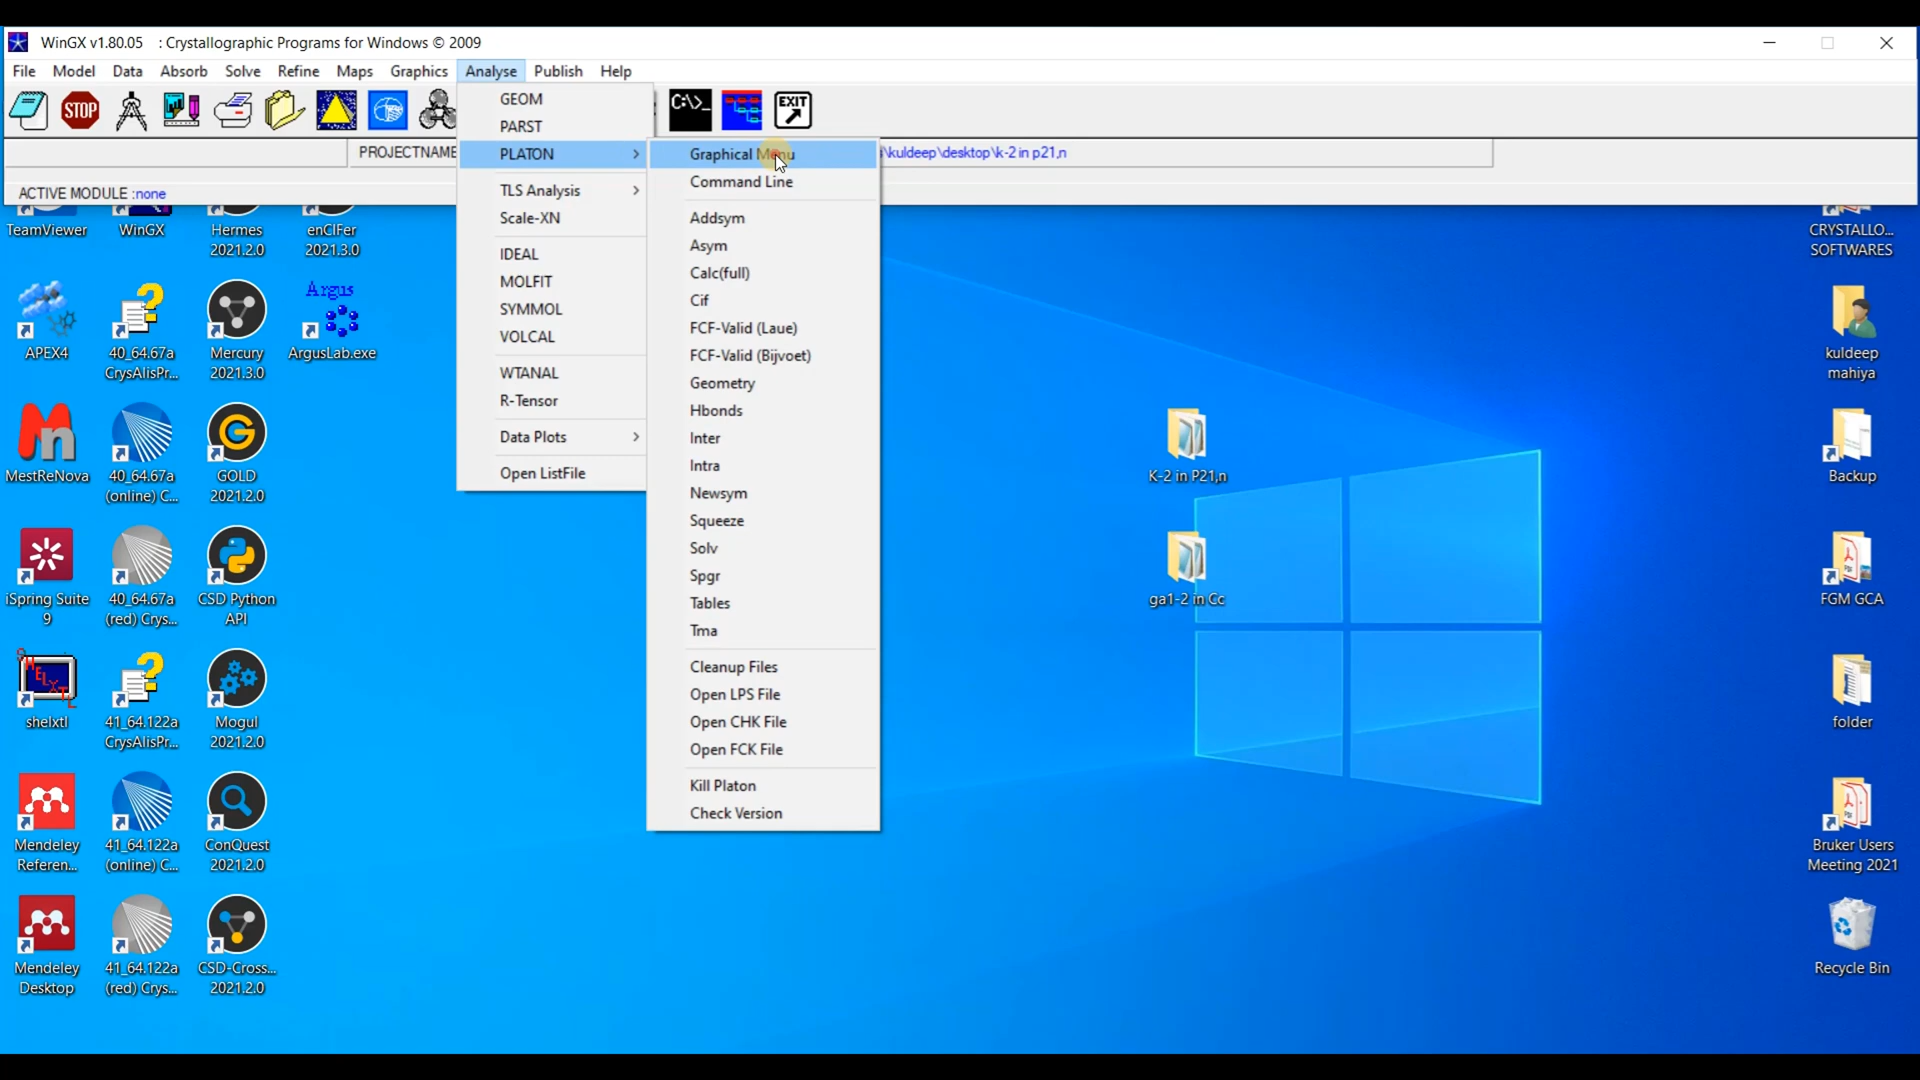 WinGX v1.80.05 : Crystallographic Programs for Windows © 2009
File Model Data Absorb Solve Refine Maps Graphics Analyse Publish Help
STOP
C:\>_
EXIT
PROJECTNAME
\kuldeep\desktop\k-2 in p21,n
ACTIVE MODULE :none
GEOM
PARST
PLATON
TLS Analysis
Scale-XN
IDEAL
MOLFIT
SYMMOL
VOLCAL
WTANAL
R-Tensor
Data Plots
Open ListFile
Graphical Menu
Command Line
Addsym
Asym
Calc(full)
Cif
FCF-Valid (Laue)
FCF-Valid (Bijvoet)
Geometry
Hbonds
Inter
Intra
Newsym
Squeeze
Solv
Spgr
Tables
Tma
Cleanup Files
Open LPS File
Open CHK File
Open FCK File
Kill Platon
Check Version
TeamViewer
WinGX
Hermes
2021.2.0
enCIFer
2021.3.0
APEX4
40_64.67a
CrysAlisPr...
Mercury
2021.3.0
Argus
ArgusLab.exe
MestReNova
40_64.67a
(online) C...
GOLD
2021.2.0
iSpring Suite
9
40_64.67a
(red) Crys...
CSD Python
API
shelxtl
41_64.122a
CrysAlisPr...
Mogul
2021.2.0
Mendeley
Referen...
41_64.122a
(online) C...
ConQuest
2021.2.0
Mendeley
Desktop
41_64.122a
(red) Crys...
CSD-Cross...
2021.2.0
K-2 in P21,n
ga1-2 in Cc
CRYSTALLO...
SOFTWARES
kuldeep
mahiya
Backup
FGM GCA
folder
Bruker Users
Meeting 2021
Recycle Bin